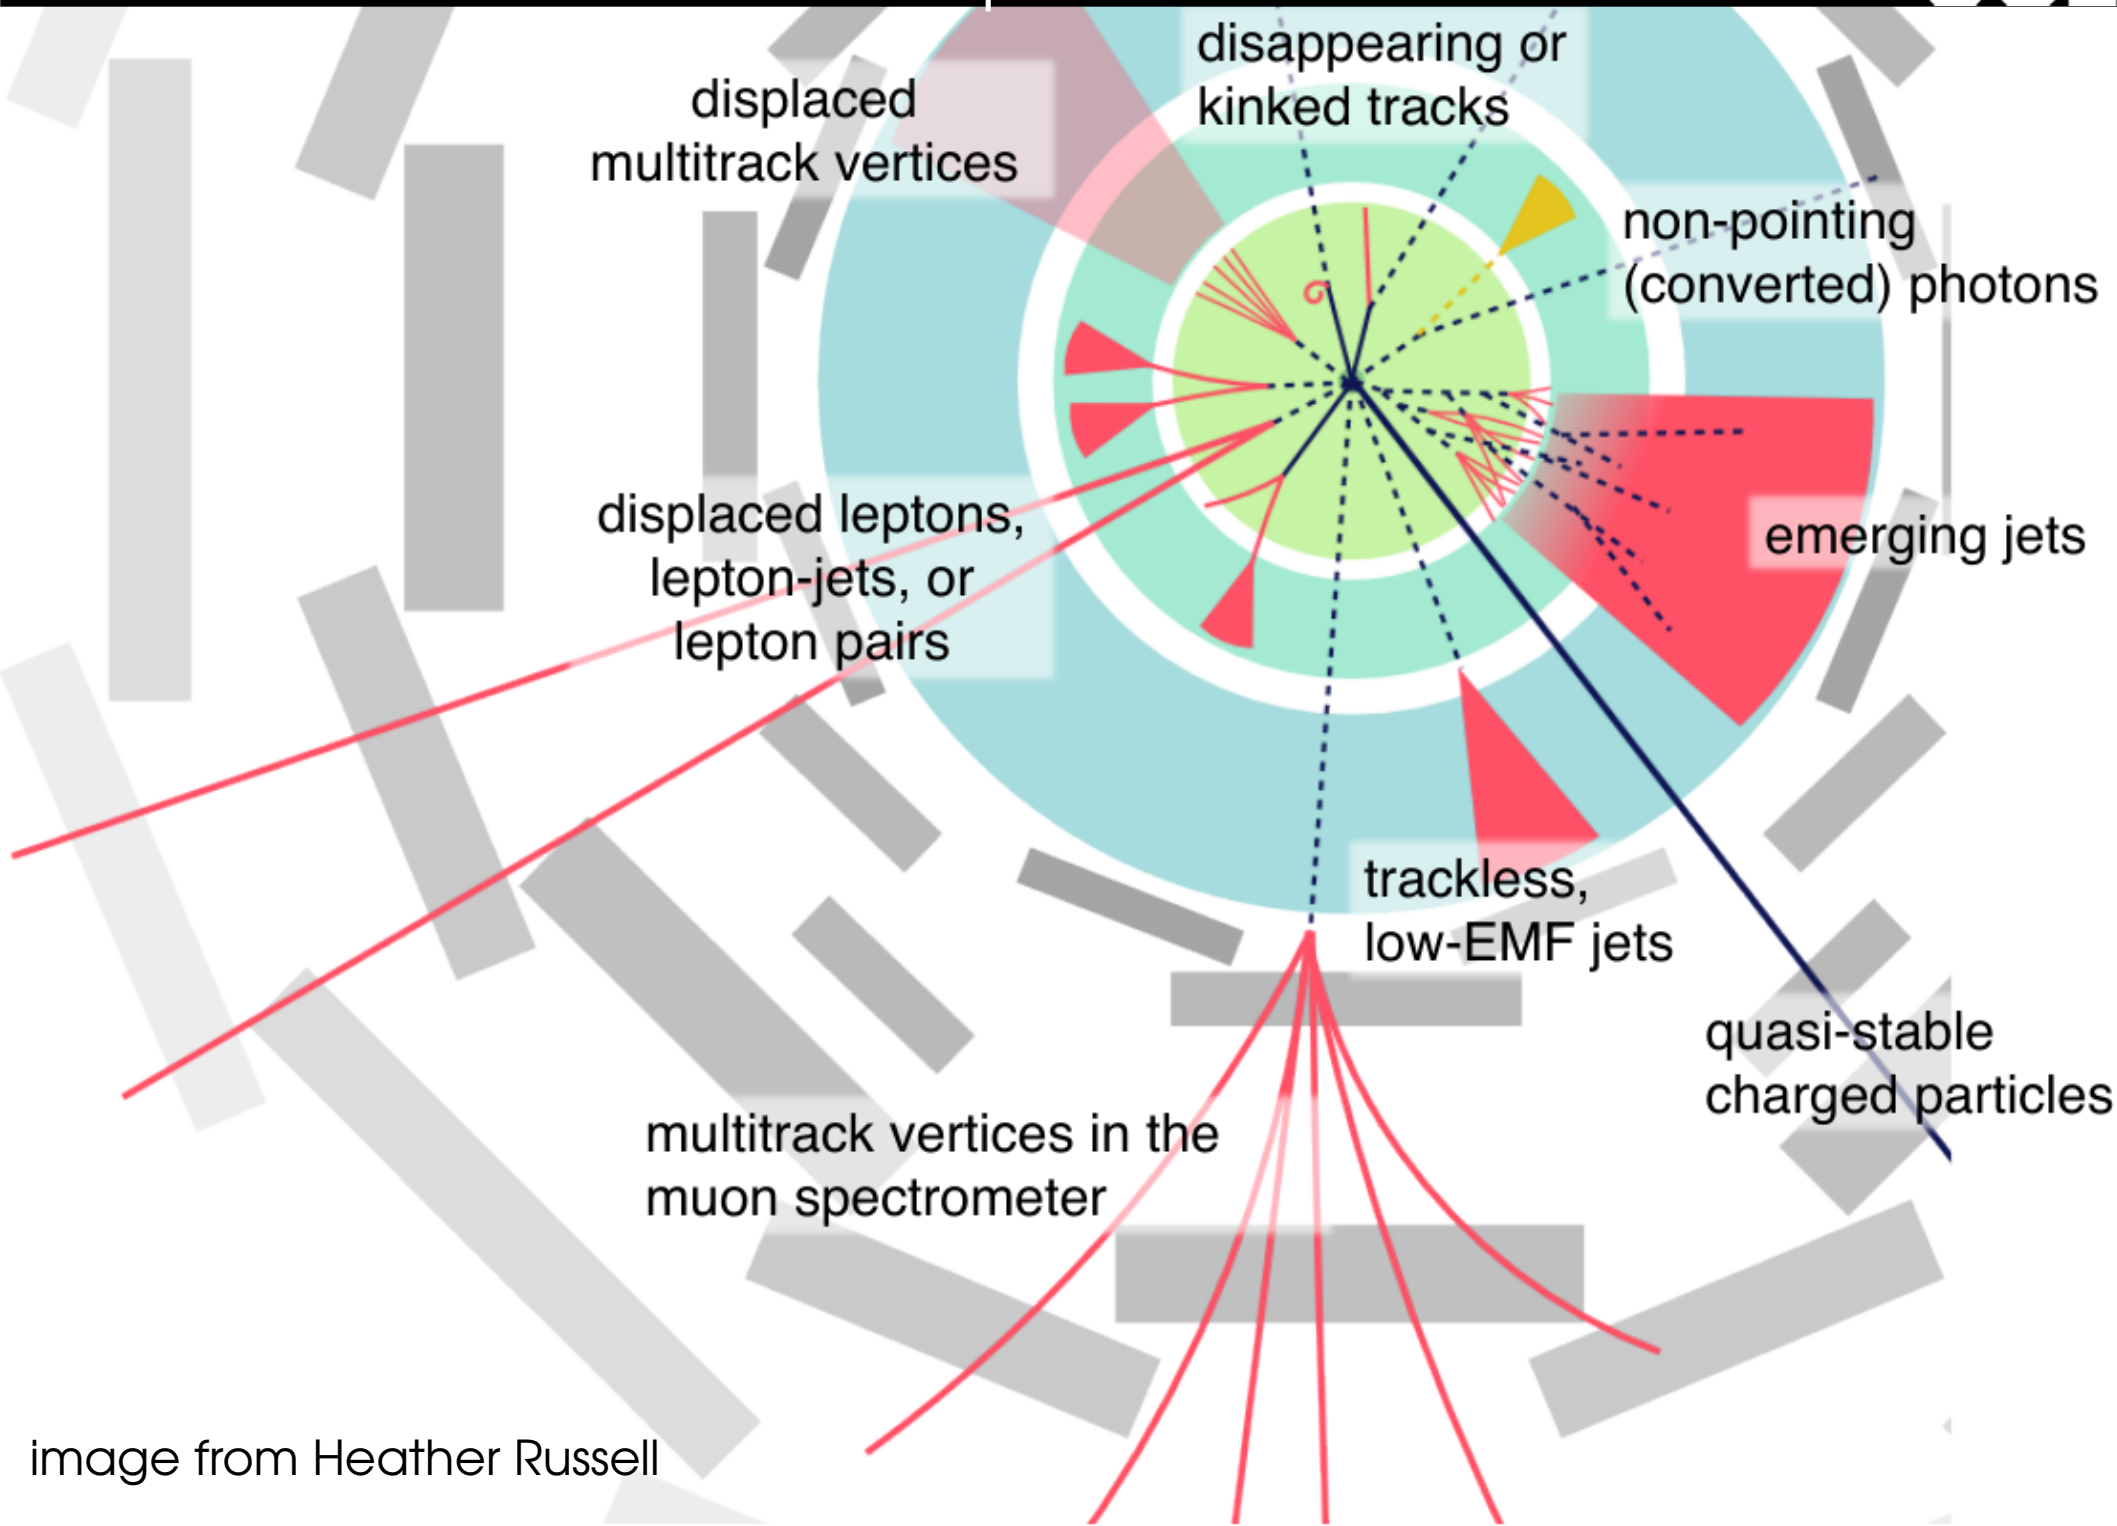 disappearing or
kinked tracks
displaced
multitrack vertices
non-pointing
(converted) photons
displaced leptons,
lepton-jets, or
lepton pairs
emerging jets
trackless,
low-EMF jets
quasi-stable
charged particles
multitrack vertices in the
muon spectrometer
image from Heather Russell